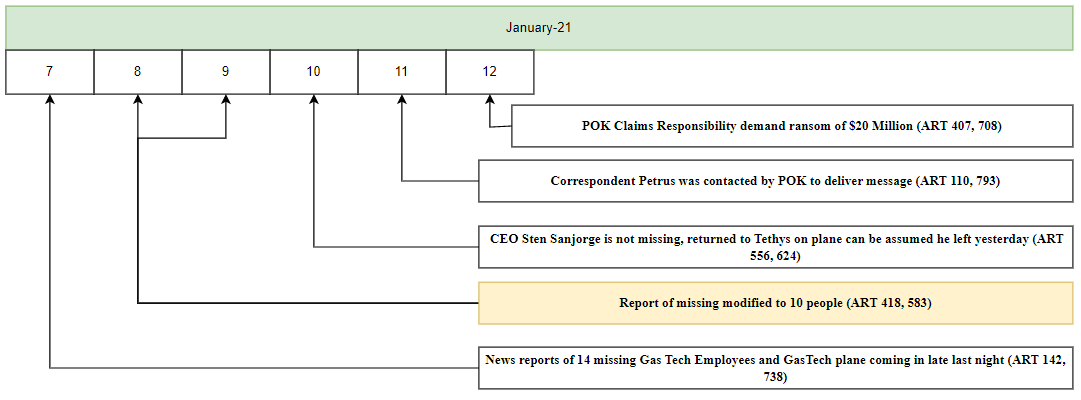 January-21
7 8 9 10 11 12
POK Claims Responsibility demand ransom of $20 Million (ART 407, 708)
Correspondent Petrus was contacted by POK to deliver message (ART 110, 793)
CEO Sten Sanjorge is not missing, returned to Tethys on plane can be assumed he left yesterday (ART
556, 624)
Report of missing modified to 10 people (ART 418, 583)
News reports of 14 missing Gas Tech Employees and GasTech plane coming in late last night (ART 142,
738)